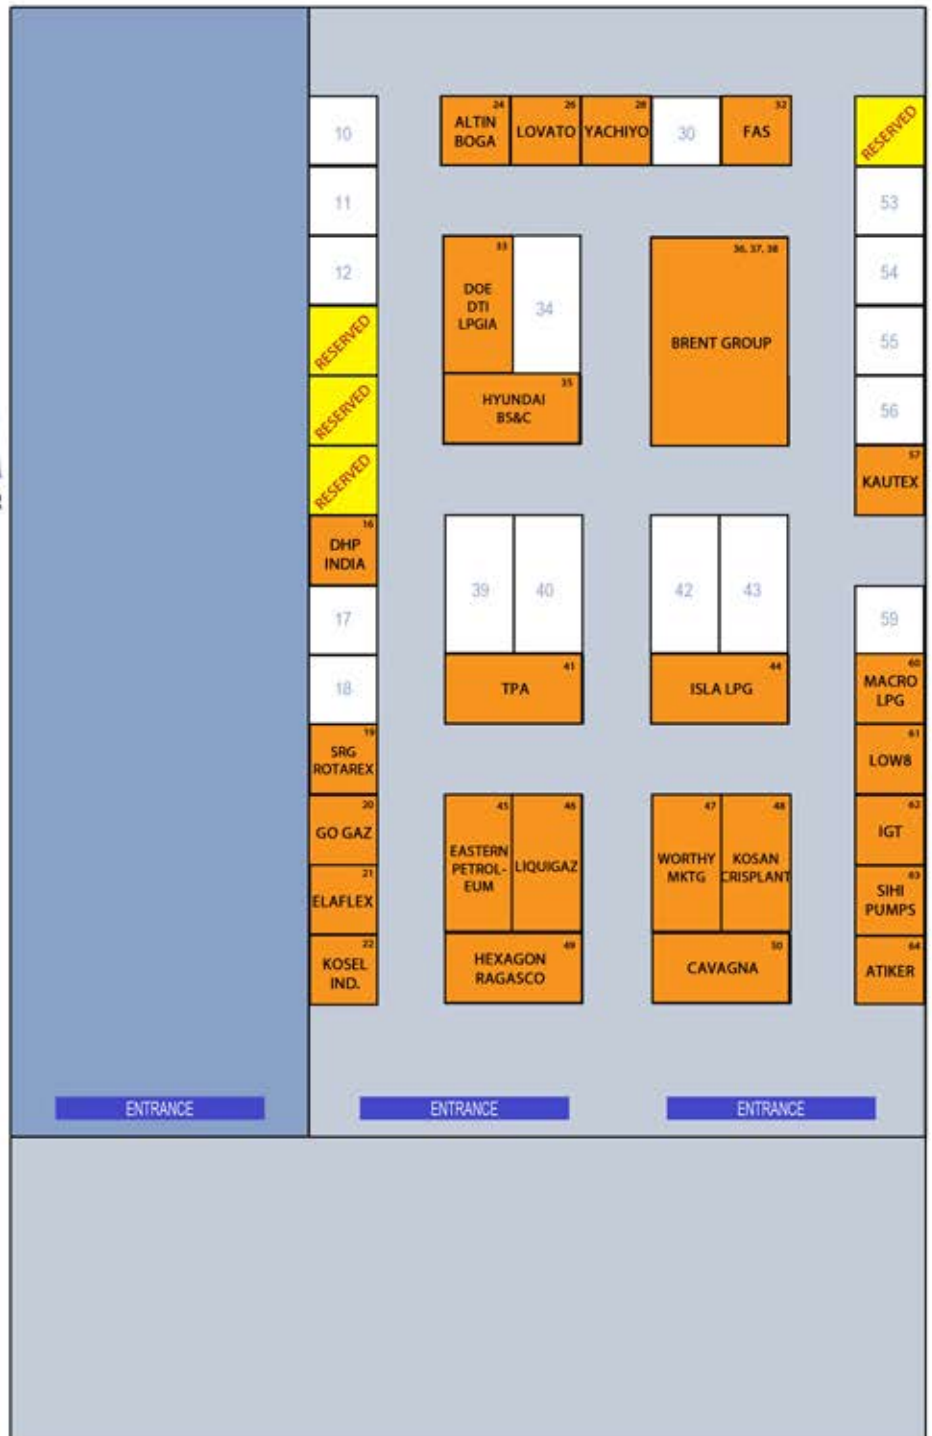 10
11
12
RESERVED
RESERVED
RESERVED
16
DHP
INDIA
17
18
19
SRG
ROTAREX
20
GO GAZ
21
ELAFLEX
22
KOSEL
IND.
24
ALTIN
BOGA
26
LOVATO
28
YACHIYO
30
32
FAS
33
DOE
DTI
LPGIA
34
35
HYUNDAI
BS&C
36, 37, 38
BRENT GROUP
39
40
41
TPA
42
43
44
ISLA LPG
45
EASTERN
PETROL-
EUM
46
LIQUIGAZ
47
WORTHY
MKTG
48
KOSAN
CRISPLANT
49
HEXAGON
RAGASCO
50
CAVAGNA
RESERVED
53
54
55
56
57
KAUTEX
59
60
MACRO
LPG
61
LOW8
62
IGT
63
SIHI
PUMPS
64
ATIKER
ENTRANCE
ENTRANCE
ENTRANCE